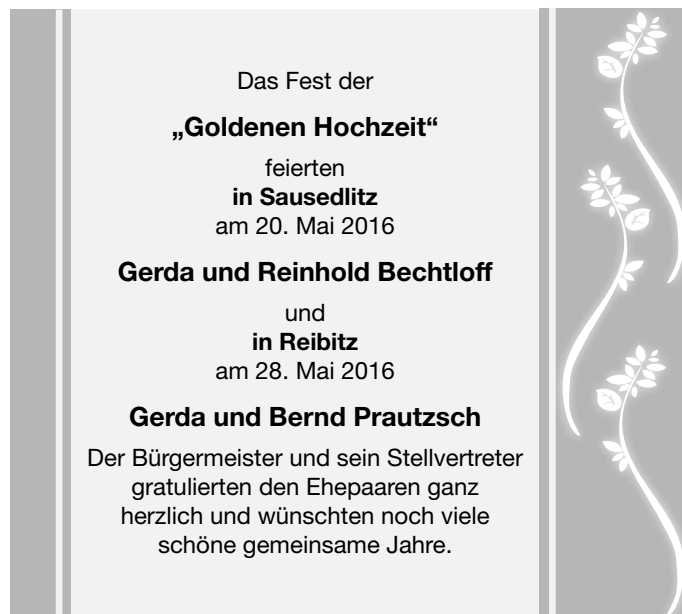 Das Fest der
„Goldenen Hochzeit“
feierten
in Sausedlitz
am 20. Mai 2016
Gerda und Reinhold Bechtloff
und
in Reibitz
am 28. Mai 2016
Gerda und Bernd Prautzsch
Der Bürgermeister und sein Stellvertreter
gratulierten den Ehepaaren ganz
herzlich und wünschten noch viele
schöne gemeinsame Jahre.